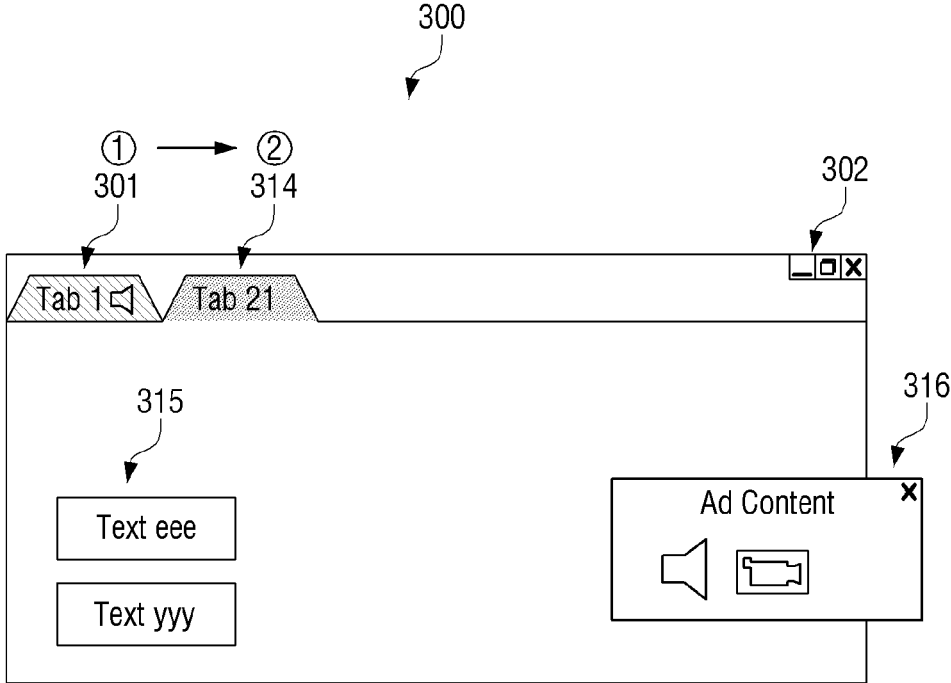 300
① ②
301 314 302
Tab 1 Tab 21
315 316
Ad Content
Text eee
Text yyy